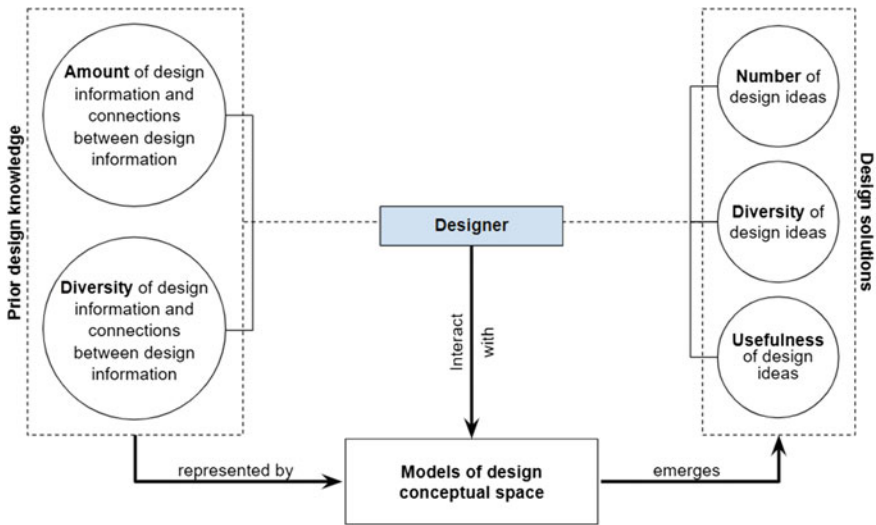 Prior design knowledge
Amount of design
information and
connections
between design
information
Diversity of design
information and
connections
between design
information
Designer
Interact
with
Number of
design ideas
Diversity of
design ideas
Usefulness
of design
ideas
Design solutions
represented by
Models of design
conceptual space
emerges